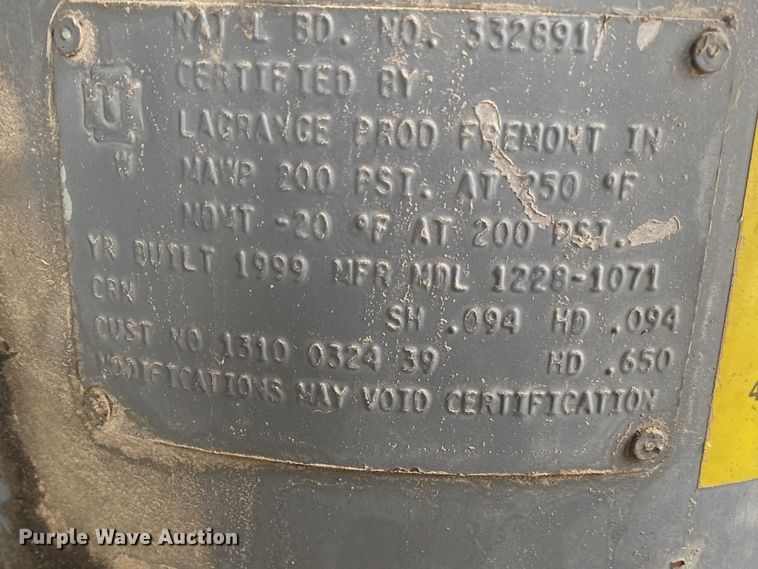 NAT'L BD. NO. 332891
CERTIFIED BY
U
W
LAGRANGE PROD FREMONT IN
MAWP 200 PSI. AT 250 °F
MDMT -20 °F AT 200 PSI.
YR BUILT 1999 MFR MDL 1228-1071
CRN
SH .094 HD .094
CUST NO 1310 0324 39 HD .650
MODIFICATIONS MAY VOID CERTIFICATION
4
Purple Wave Auction